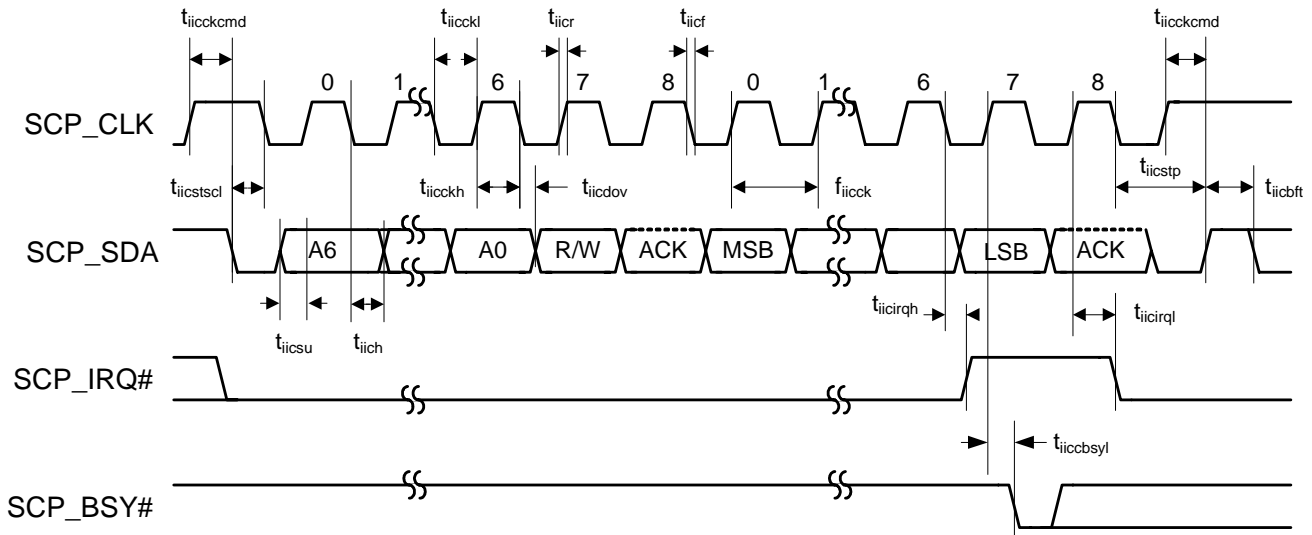 t_iicckcmd t_iicckl t_iicr t_iicf t_iicckcmd
0 1 6 7 8 0 1 6 7 8
SCP_CLK
t_iicstscl t_iicckh t_iicdov f_iicck t_iicstp t_iicbft
SCP_SDA A6 A0 R/W ACK MSB LSB ACK
t_iicsu t_iich t_iicirqh t_iicirql
SCP_IRQ#
t_iiccbsyl
SCP_BSY#